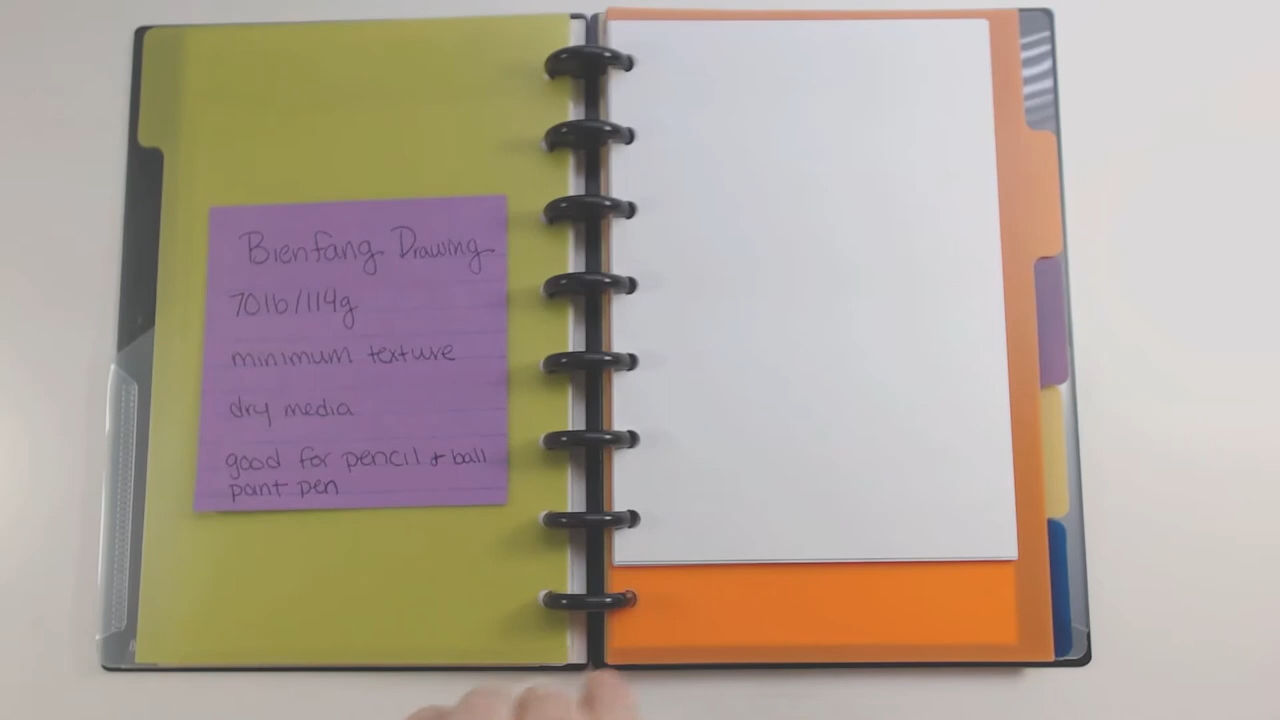 Bienfang Drawing
70lb/114g
minimum texture
dry media
good for pencil & ball
point pen